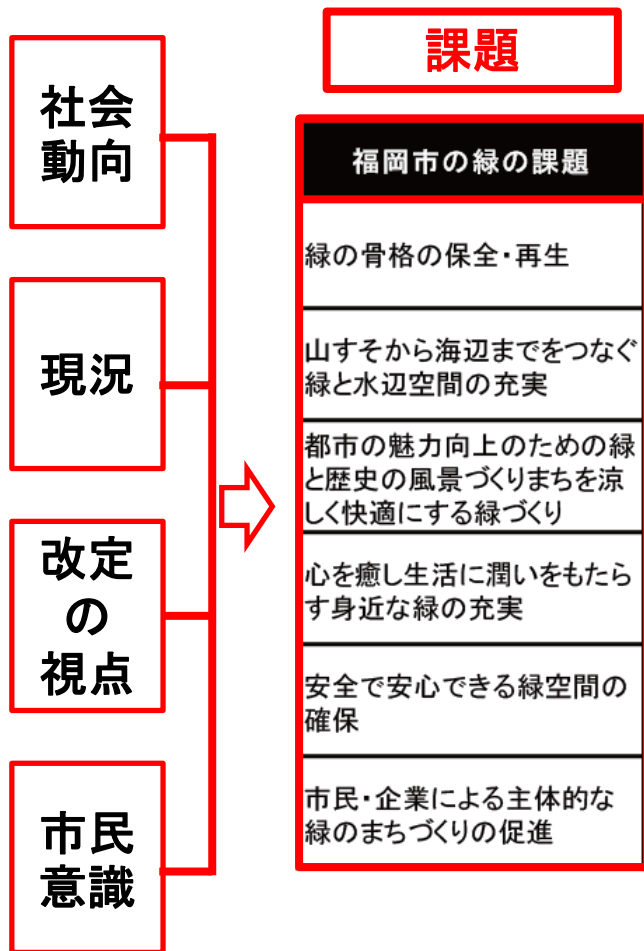 社会
動向
現況
改定
の
視点
市民
意識
課題
福岡市の緑の課題
緑の骨格の保全・再生
山すそから海辺までをつなぐ
緑と水辺空間の充実
都市の魅力向上のための緑
と歴史の風景づくりまちを涼
しく快適にする緑づくり
心を癒し生活に潤いをもたら
す身近な緑の充実
安全で安心できる緑空間の
確保
市民・企業による主体的な
緑のまちづくりの促進